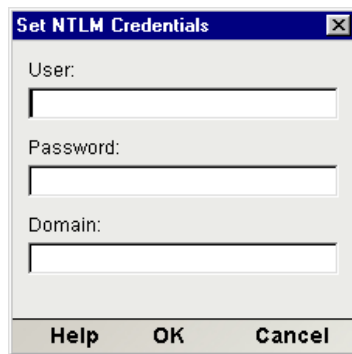 Set NTLM Credentials
User:
Password:
Domain:
Help OK Cancel